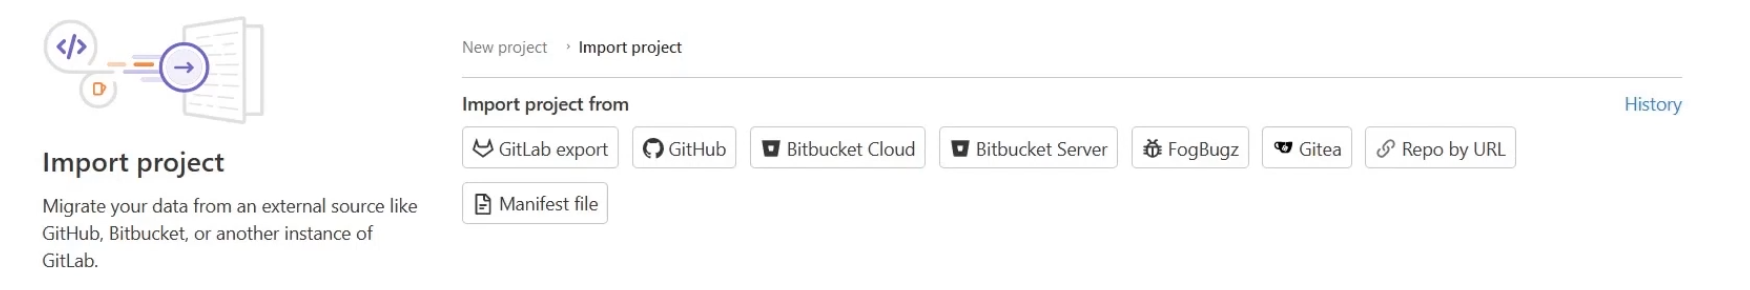 New project › Import project
Import project from
History
GitLab export
GitHub
Bitbucket Cloud
Bitbucket Server
FogBugz
Gitea
Repo by URL
Manifest file
Import project
Migrate your data from an external source like
GitHub, Bitbucket, or another instance of
GitLab.